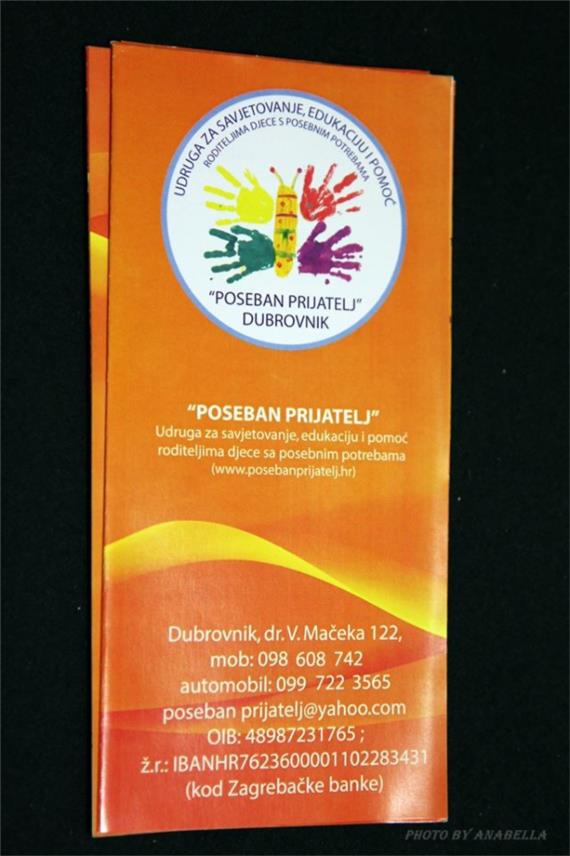 UDRUGA ZA SAVJETOVANJE, EDUKACIJU I POMOĆ
RODITELJIMA DJECE S POSEBNIM POTREBAMA
"POSEBAN PRIJATELJ"
DUBROVNIK
"POSEBAN PRIJATELJ"
Udruga za savjetovanje, edukaciju i pomoć
roditeljima djece sa posebnim potrebama
(www.posebanprijatelj.hr)
Dubrovnik, dr. V. Mačeka 122,
mob: 098 608 742
automobil: 099 722 3565
poseban prijatelj@yahoo.com
OIB: 48987231765 ;
ž.r.: IBANHR7623600001102283431
(kod Zagrebačke banke)
PHOTO BY ANABELLA